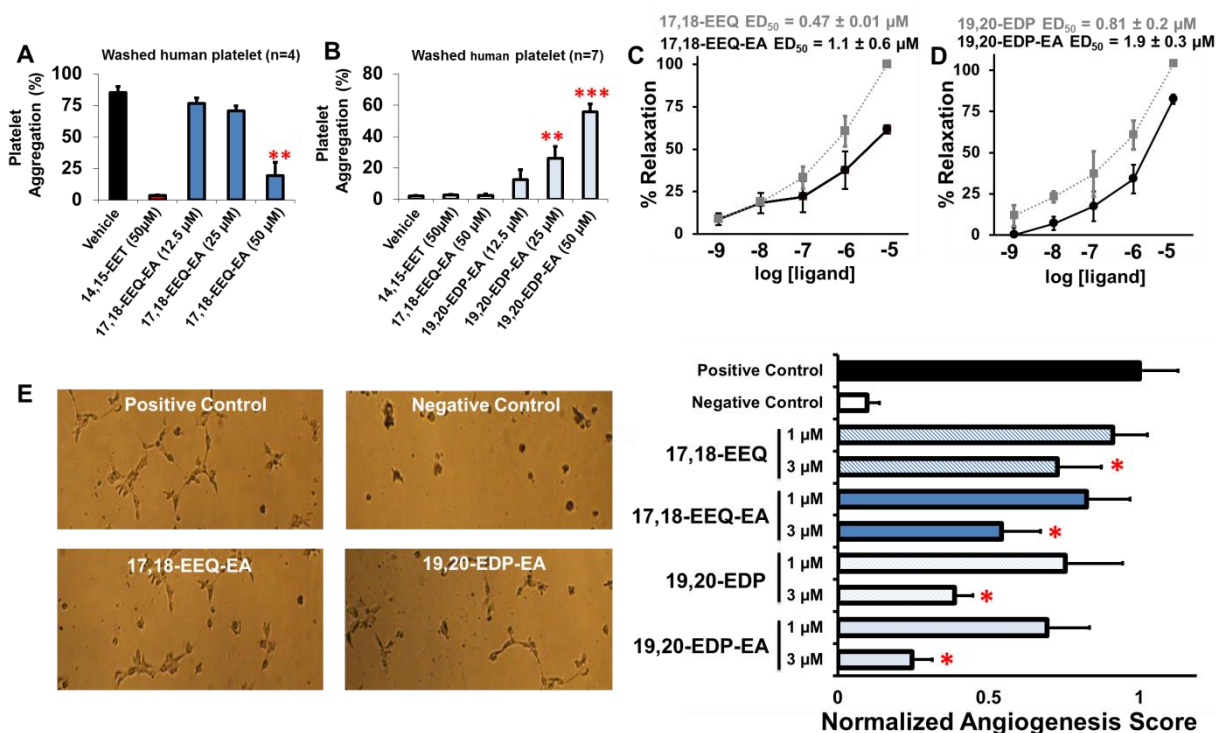 A
Washed human platelet (n=4)
Platelet
Aggregation (%)
100
75
50
25
0
**
Vehicle
14,15-EET (50µM)
17,18-EEQ-EA (12.5 µM)
17,18-EEQ-EA (25 µM)
17,18-EEQ-EA (50 µM)
B
Washed human platelet (n=7)
Platelet
Aggregation (%)
80
60
40
20
0
**
***
Vehicle
14,15-EET (50µM)
17,18-EEQ-EA (50 µM)
19,20-EDP-EA (12.5 µM)
19,20-EDP-EA (25 µM)
19,20-EDP-EA (50 µM)
17,18-EEQ ED50 = 0.47 ± 0.01 µM
17,18-EEQ-EA ED50 = 1.1 ± 0.6 µM
C
% Relaxation
100
75
50
25
0
-9 -8 -7 -6 -5
log [ligand]
19,20-EDP ED50 = 0.81 ± 0.2 µM
19,20-EDP-EA ED50 = 1.9 ± 0.3 µM
D
% Relaxation
100
75
50
25
0
-9 -8 -7 -6 -5
log [ligand]
E
Positive Control
Negative Control
17,18-EEQ-EA
19,20-EDP-EA
Positive Control
Negative Control
17,18-EEQ
1 µM
3 µM
*
17,18-EEQ-EA
1 µM
3 µM
*
19,20-EDP
1 µM
3 µM
*
19,20-EDP-EA
1 µM
3 µM
*
0 0.5 1
Normalized Angiogenesis Score